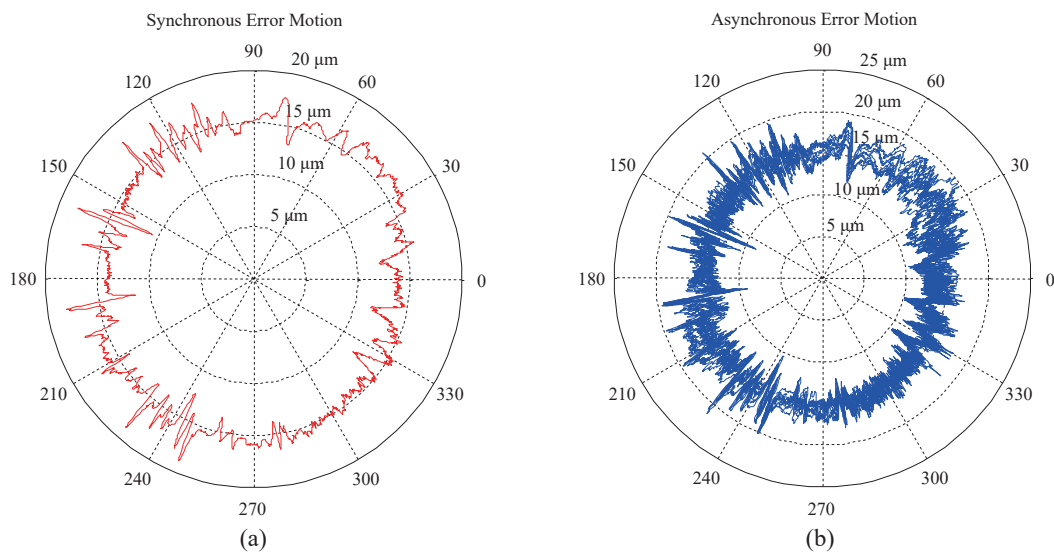 Synchronous Error Motion
90
20 µm
120
60
15 µm
150
10 µm
30
5 µm
180
0
210
330
240
300
270
(a)
Asynchronous Error Motion
90
25 µm
120
60
20 µm
15 µm
150
30
10 µm
5 µm
180
0
210
330
240
300
270
(b)